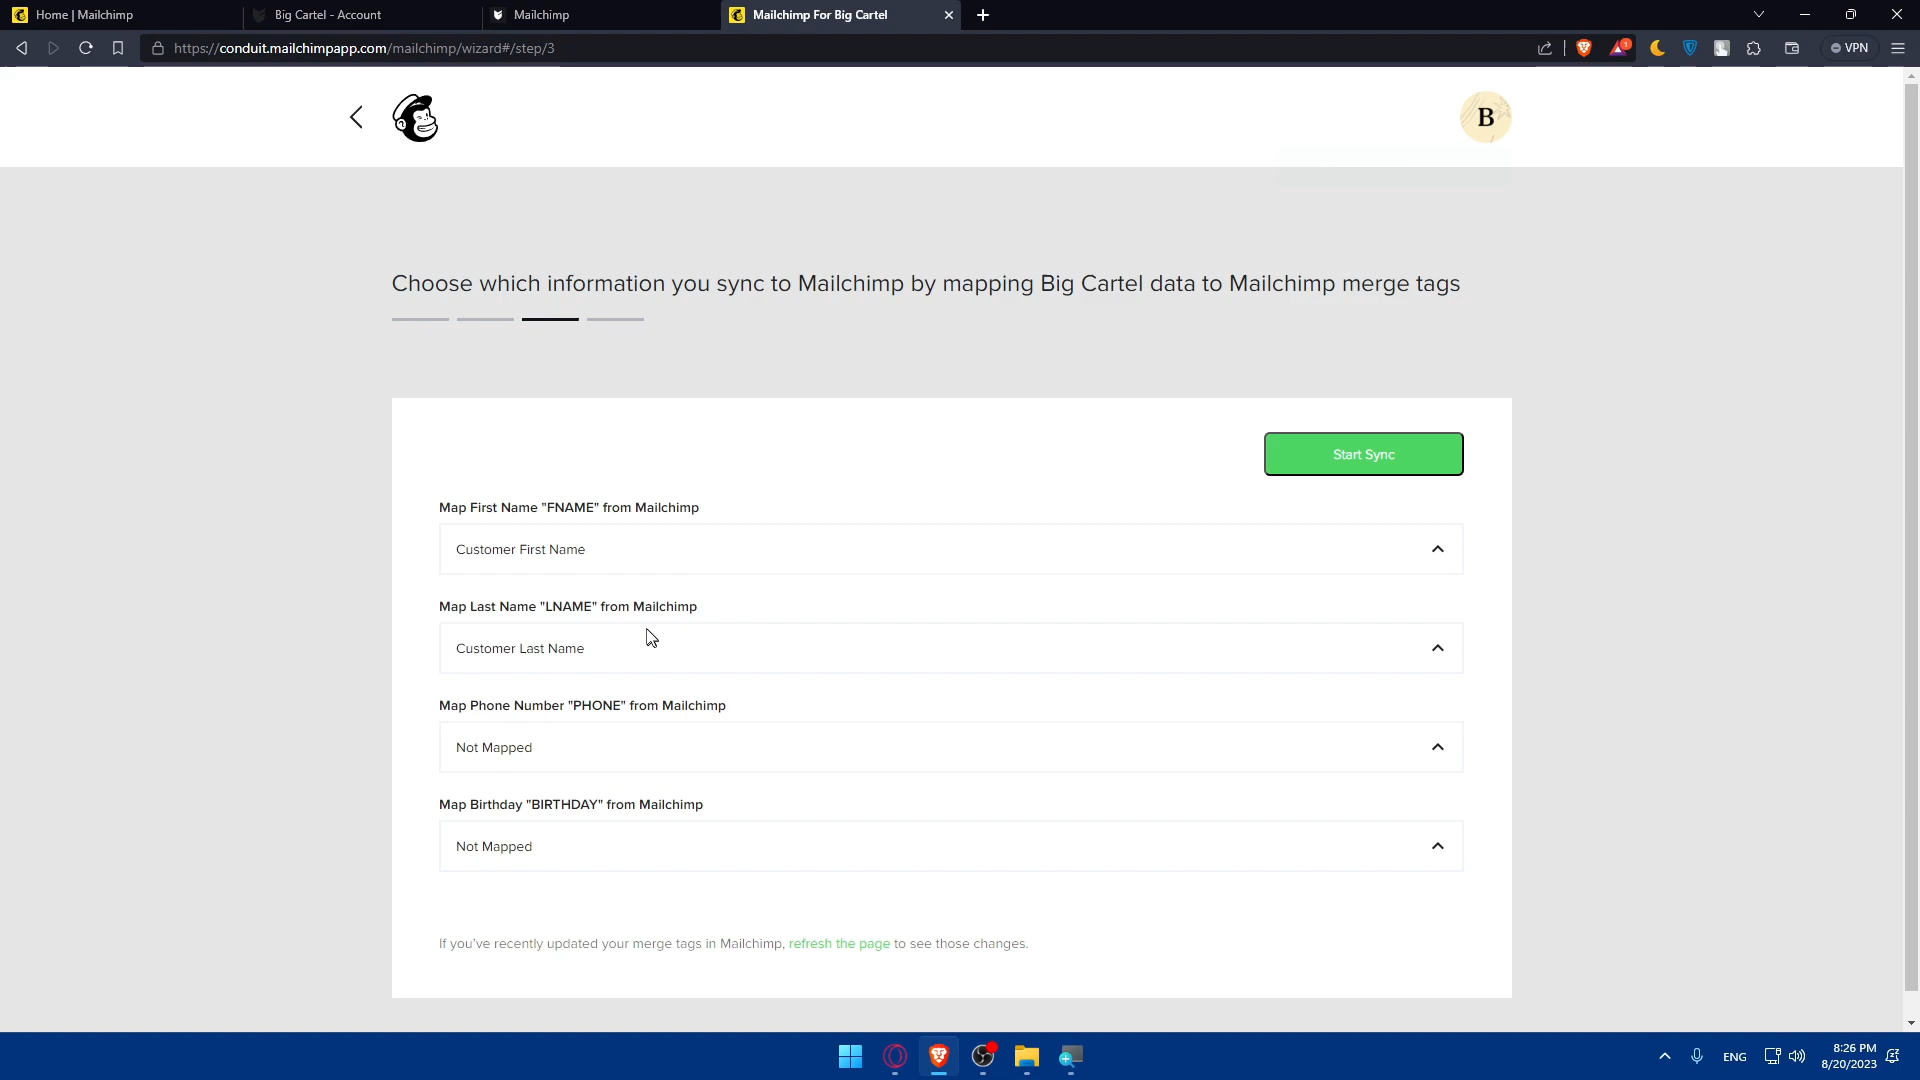 Home | Mailchimp
Big Cartel - Account
Mailchimp
Mailchimp For Big Cartel
https://conduit.mailchimpapp.com/mailchimp/wizard#/step/3
1
VPN
B
Choose which information you sync to Mailchimp by mapping Big Cartel data to Mailchimp merge tags
Start Sync
Map First Name "FNAME" from Mailchimp
Customer First Name
Map Last Name "LNAME" from Mailchimp
Customer Last Name
Map Phone Number "PHONE" from Mailchimp
Not Mapped
Map Birthday "BIRTHDAY" from Mailchimp
Not Mapped
If you've recently updated your merge tags in Mailchimp, refresh the page to see those changes.
ENG
8:26 PM
8/20/2023